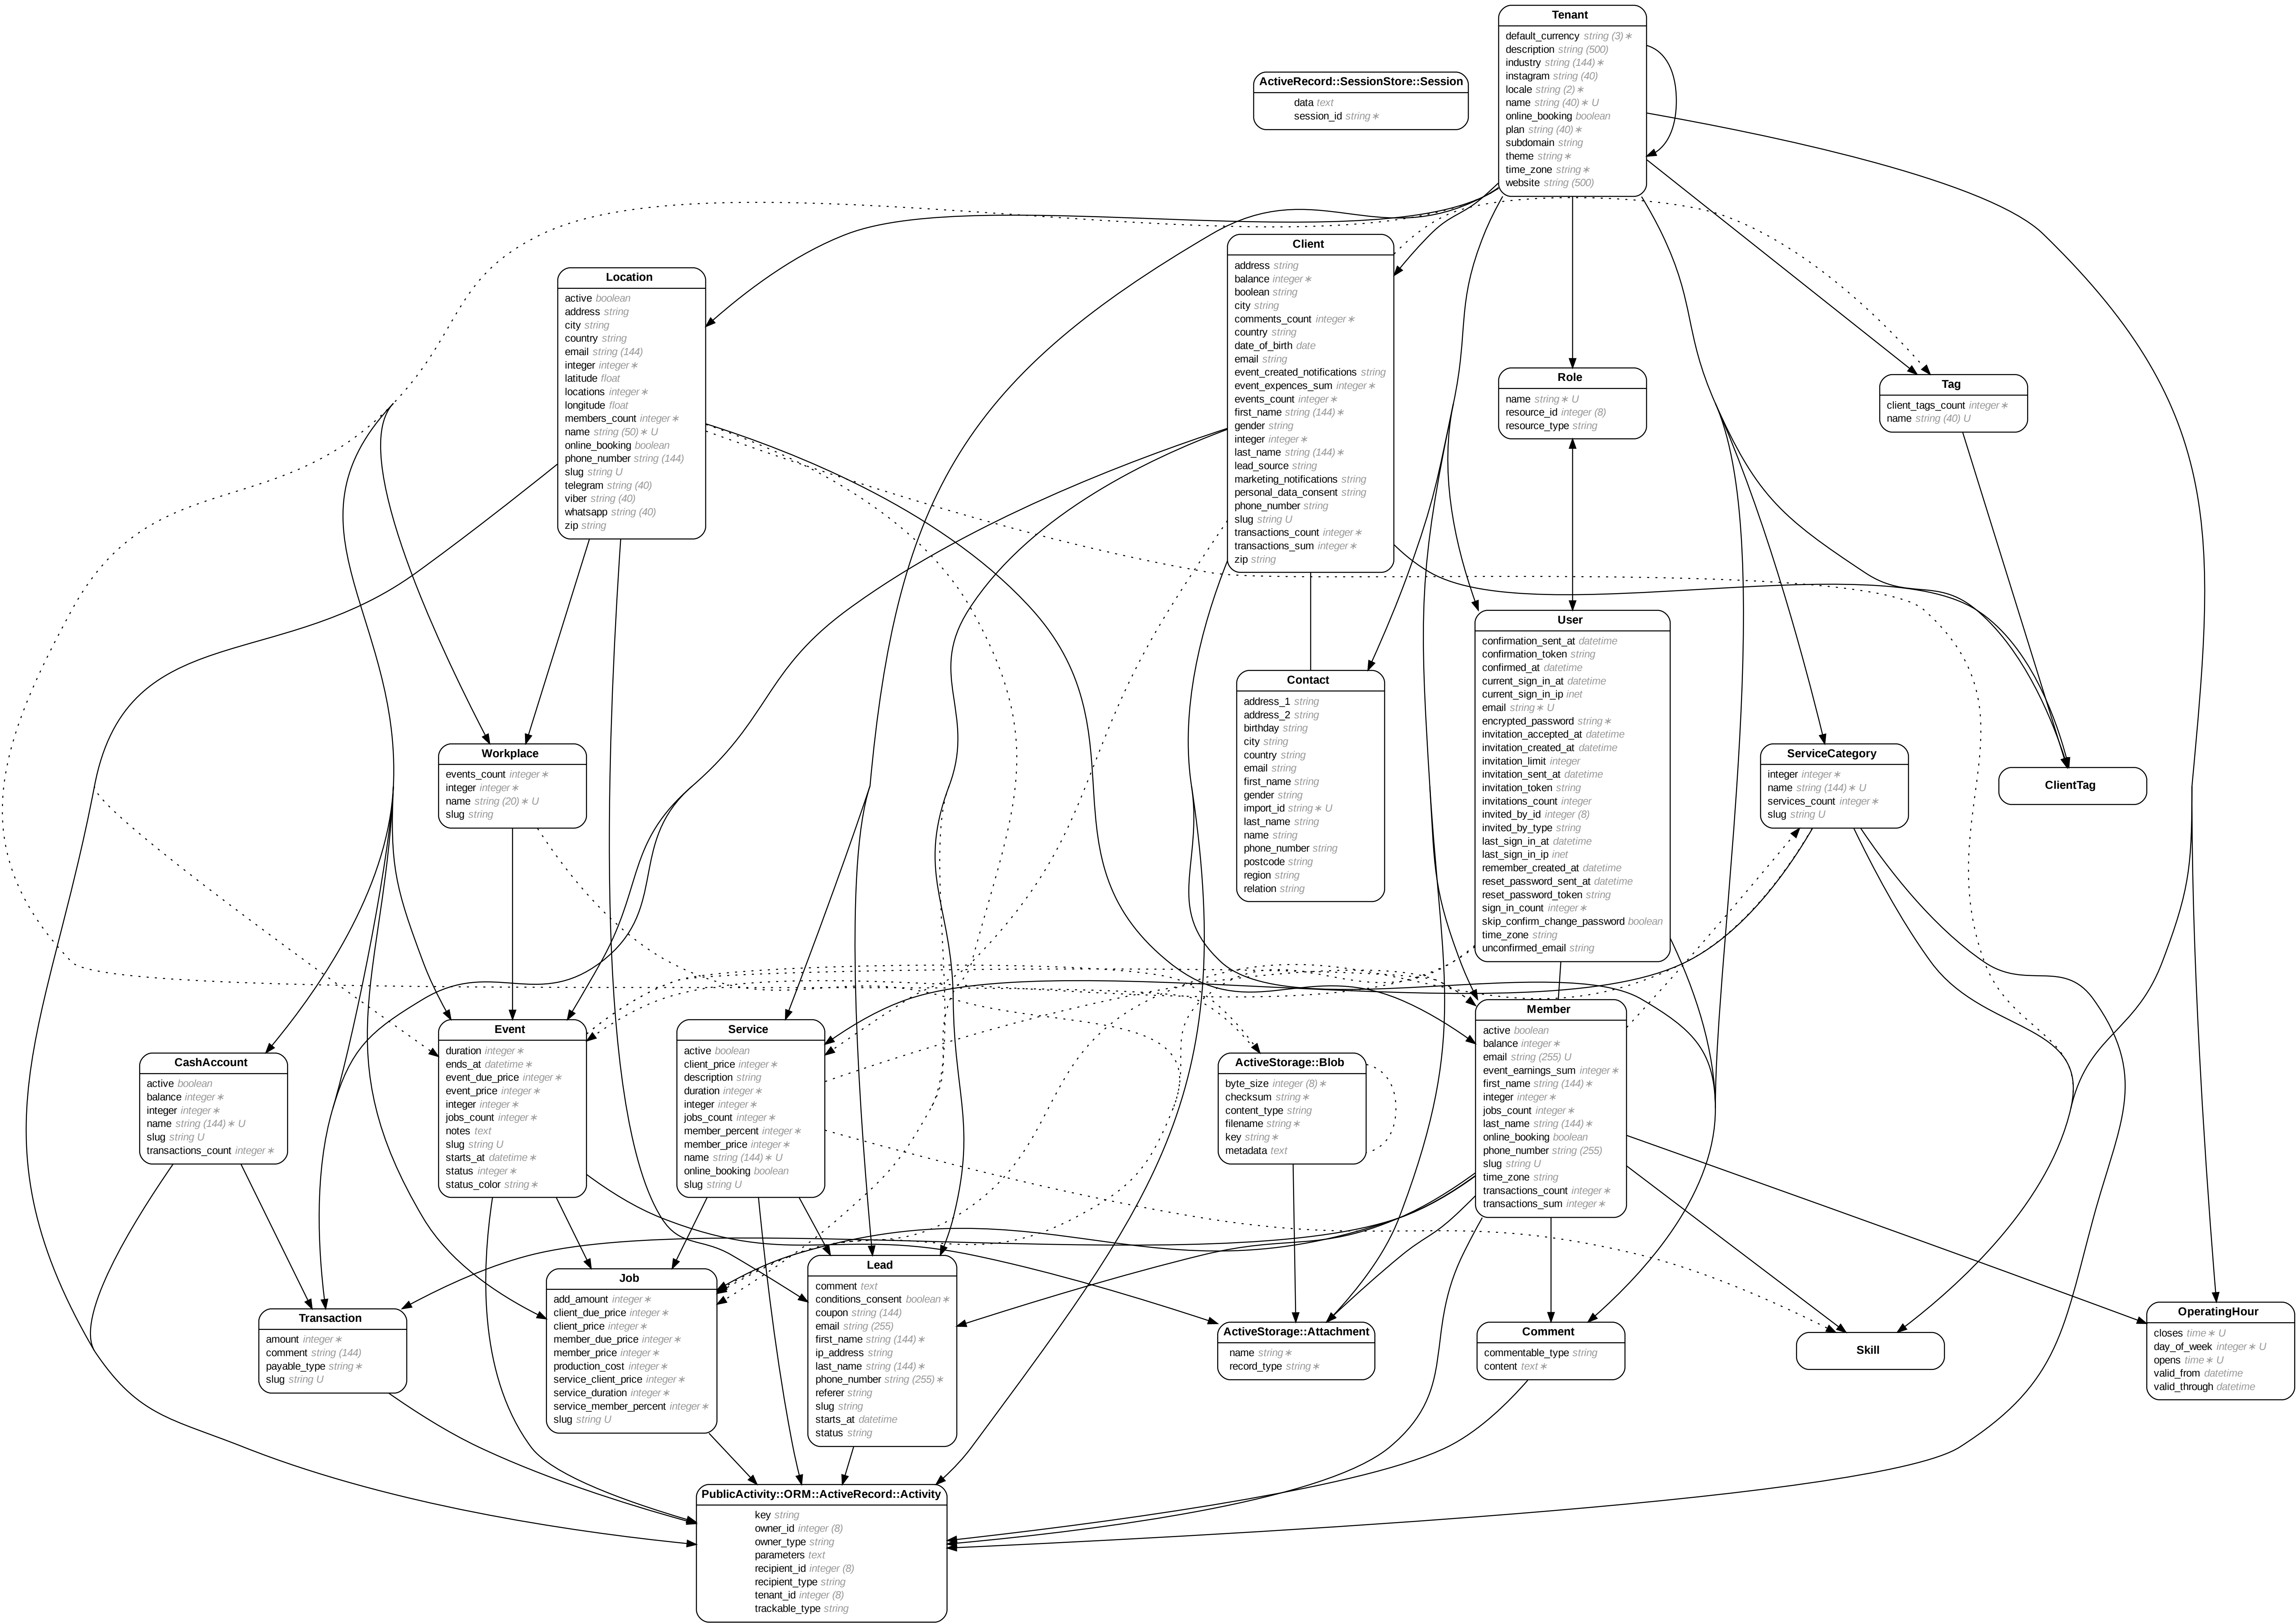 Tenant
default_currency string (3)∗
description string (500)
industry string (144)∗
instagram string (40)
locale string (2)∗
name string (40)∗ U
online_booking boolean
plan string (40)∗
subdomain string
theme string∗
time_zone string∗
website string (500)
ActiveRecord::SessionStore::Session
data text
session_id string∗
Client
address string
balance integer∗
boolean string
city string
comments_count integer∗
country string
date_of_birth date
email string
event_created_notifications string
event_expences_sum integer∗
events_count integer∗
first_name string (144)∗
gender string
integer integer∗
last_name string (144)∗
lead_source string
marketing_notifications string
personal_data_consent string
phone_number string
slug string U
transactions_count integer∗
transactions_sum integer∗
zip string
Location
active boolean
address string
city string
country string
email string (144)
integer integer∗
latitude float
locations integer∗
longitude float
members_count integer∗
name string (50)∗ U
online_booking boolean
phone_number string (144)
slug string U
telegram string (40)
viber string (40)
whatsapp string (40)
zip string
Role
name string∗ U
resource_id integer (8)
resource_type string
Tag
client_tags_count integer∗
name string (40) U
User
confirmation_sent_at datetime
confirmation_token string
confirmed_at datetime
current_sign_in_at datetime
current_sign_in_ip inet
email string∗ U
encrypted_password string∗
invitation_accepted_at datetime
invitation_created_at datetime
invitation_limit integer
invitation_sent_at datetime
invitation_token string
invitations_count integer
invited_by_id integer (8)
invited_by_type string
last_sign_in_at datetime
last_sign_in_ip inet
remember_created_at datetime
reset_password_sent_at datetime
reset_password_token string
sign_in_count integer∗
skip_confirm_change_password boolean
time_zone string
unconfirmed_email string
Contact
address_1 string
address_2 string
birthday string
city string
country string
email string
first_name string
gender string
import_id string∗ U
last_name string
name string
phone_number string
postcode string
region string
relation string
Workplace
events_count integer∗
integer integer∗
name string (20)∗ U
slug string
ServiceCategory
integer integer∗
name string (144)∗ U
services_count integer∗
slug string U
ClientTag
Event
duration integer∗
ends_at datetime∗
event_due_price integer∗
event_price integer∗
integer integer∗
jobs_count integer∗
notes text
slug string U
starts_at datetime∗
status integer∗
status_color string∗
Service
active boolean
client_price integer∗
description string
duration integer∗
integer integer∗
jobs_count integer∗
member_percent integer∗
member_price integer∗
name string (144)∗ U
online_booking boolean
slug string U
Member
active boolean
balance integer∗
email string (255) U
event_earnings_sum integer∗
first_name string (144)∗
integer integer∗
jobs_count integer∗
last_name string (144)∗
online_booking boolean
phone_number string (255)
slug string U
time_zone string
transactions_count integer∗
transactions_sum integer∗
CashAccount
active boolean
balance integer∗
integer integer∗
name string (144)∗ U
slug string U
transactions_count integer∗
ActiveStorage::Blob
byte_size integer (8)∗
checksum string∗
content_type string
filename string∗
key string∗
metadata text
Lead
comment text
conditions_consent boolean∗
coupon string (144)
email string (255)
first_name string (144)∗
ip_address string
last_name string (144)∗
phone_number string (255)∗
referer string
slug string
starts_at datetime
status string
Job
add_amount integer∗
client_due_price integer∗
client_price integer∗
member_due_price integer∗
member_price integer∗
production_cost integer∗
service_client_price integer∗
service_duration integer∗
service_member_percent integer∗
slug string U
Transaction
amount integer∗
comment string (144)
payable_type string∗
slug string U
ActiveStorage::Attachment
name string∗
record_type string∗
Comment
commentable_type string
content text∗
Skill
OperatingHour
closes time∗ U
day_of_week integer∗ U
opens time∗ U
valid_from datetime
valid_through datetime
PublicActivity::ORM::ActiveRecord::Activity
key string
owner_id integer (8)
owner_type string
parameters text
recipient_id integer (8)
recipient_type string
tenant_id integer (8)
trackable_type string